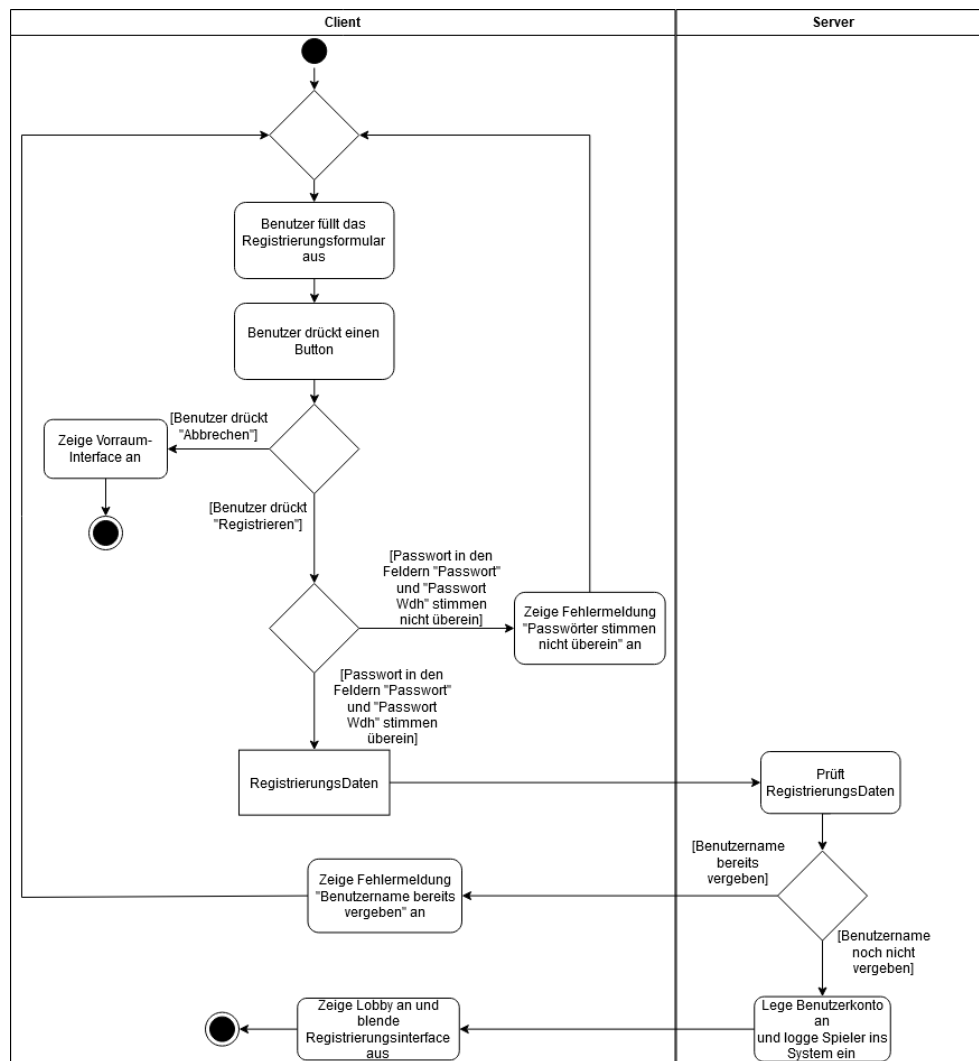 Client
Server
Benutzer füllt das
Registrierungsformular
aus
Benutzer drückt einen
Button
[Benutzer drückt
"Abbrechen"]
Zeige Vorraum-
Interface an
[Benutzer drückt
"Registrieren"]
[Passwort in den
Feldern "Passwort"
und "Passwort
Wdh" stimmen
nicht überein]
Zeige Fehlermeldung
"Passwörter stimmen
nicht überein" an
[Passwort in den
Feldern "Passwort"
und "Passwort
Wdh" stimmen
überein]
RegistrierungsDaten
Prüft
RegistrierungsDaten
[Benutzername
bereits
vergeben]
Zeige Fehlermeldung
"Benutzername bereits
vergeben" an
[Benutzername
noch nicht
vergeben]
Lege Benutzerkonto
an
und logge Spieler ins
System ein
Zeige Lobby an und
blende
Registrierungsinterface
aus